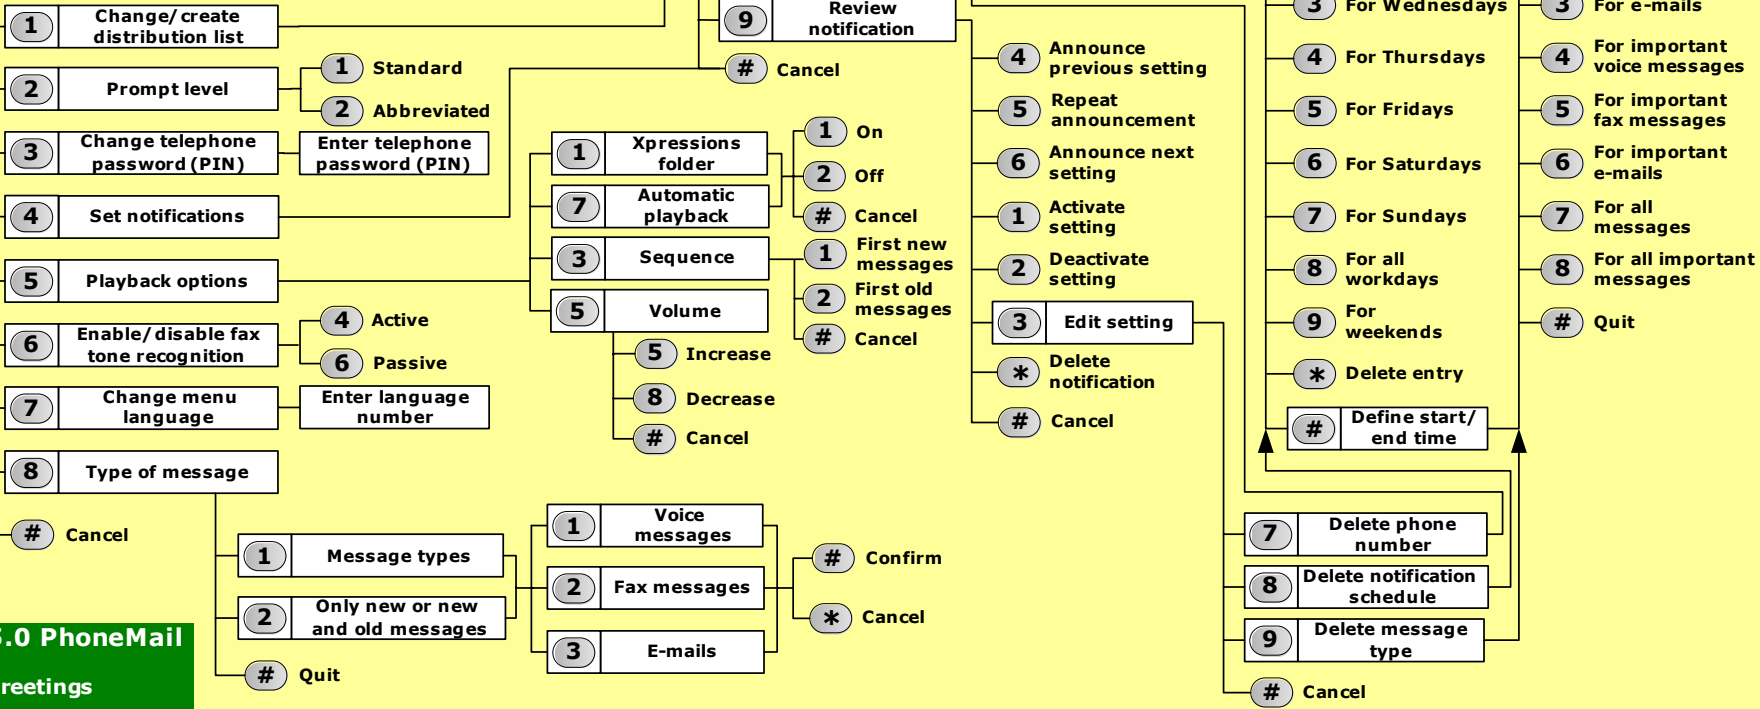 1 Change/create
distribution list
2 Prompt level
1 Standard
2 Abbreviated
3 Change telephone
password (PIN)
Enter telephone
password (PIN)
4 Set notifications
5 Playback options
6 Enable/disable fax
tone recognition
4 Active
6 Passive
7 Change menu
language
Enter language
number
8 Type of message
# Cancel
1 Message types
2 Only new or new
and old messages
# Quit
1 Voice
messages
2 Fax messages
3 E-mails
# Confirm
* Cancel
.0 PhoneMail
reetings
9 Review
notification
# Cancel
1 Xpressions
folder
7 Automatic
playback
3 Sequence
5 Volume
1 On
2 Off
# Cancel
1 First new
messages
2 First old
messages
# Cancel
5 Increase
8 Decrease
# Cancel
4 Announce
previous setting
5 Repeat
announcement
6 Announce next
setting
1 Activate
setting
2 Deactivate
setting
3 Edit setting
* Delete
notification
# Cancel
3 For Wednesdays
4 For Thursdays
5 For Fridays
6 For Saturdays
7 For Sundays
8 For all
workdays
9 For
weekends
* Delete entry
# Define start/
end time
3 For e-mails
4 For important
voice messages
5 For important
fax messages
6 For important
e-mails
7 For all
messages
8 For all important
messages
# Quit
7 Delete phone
number
8 Delete notification
schedule
9 Delete message
type
# Cancel